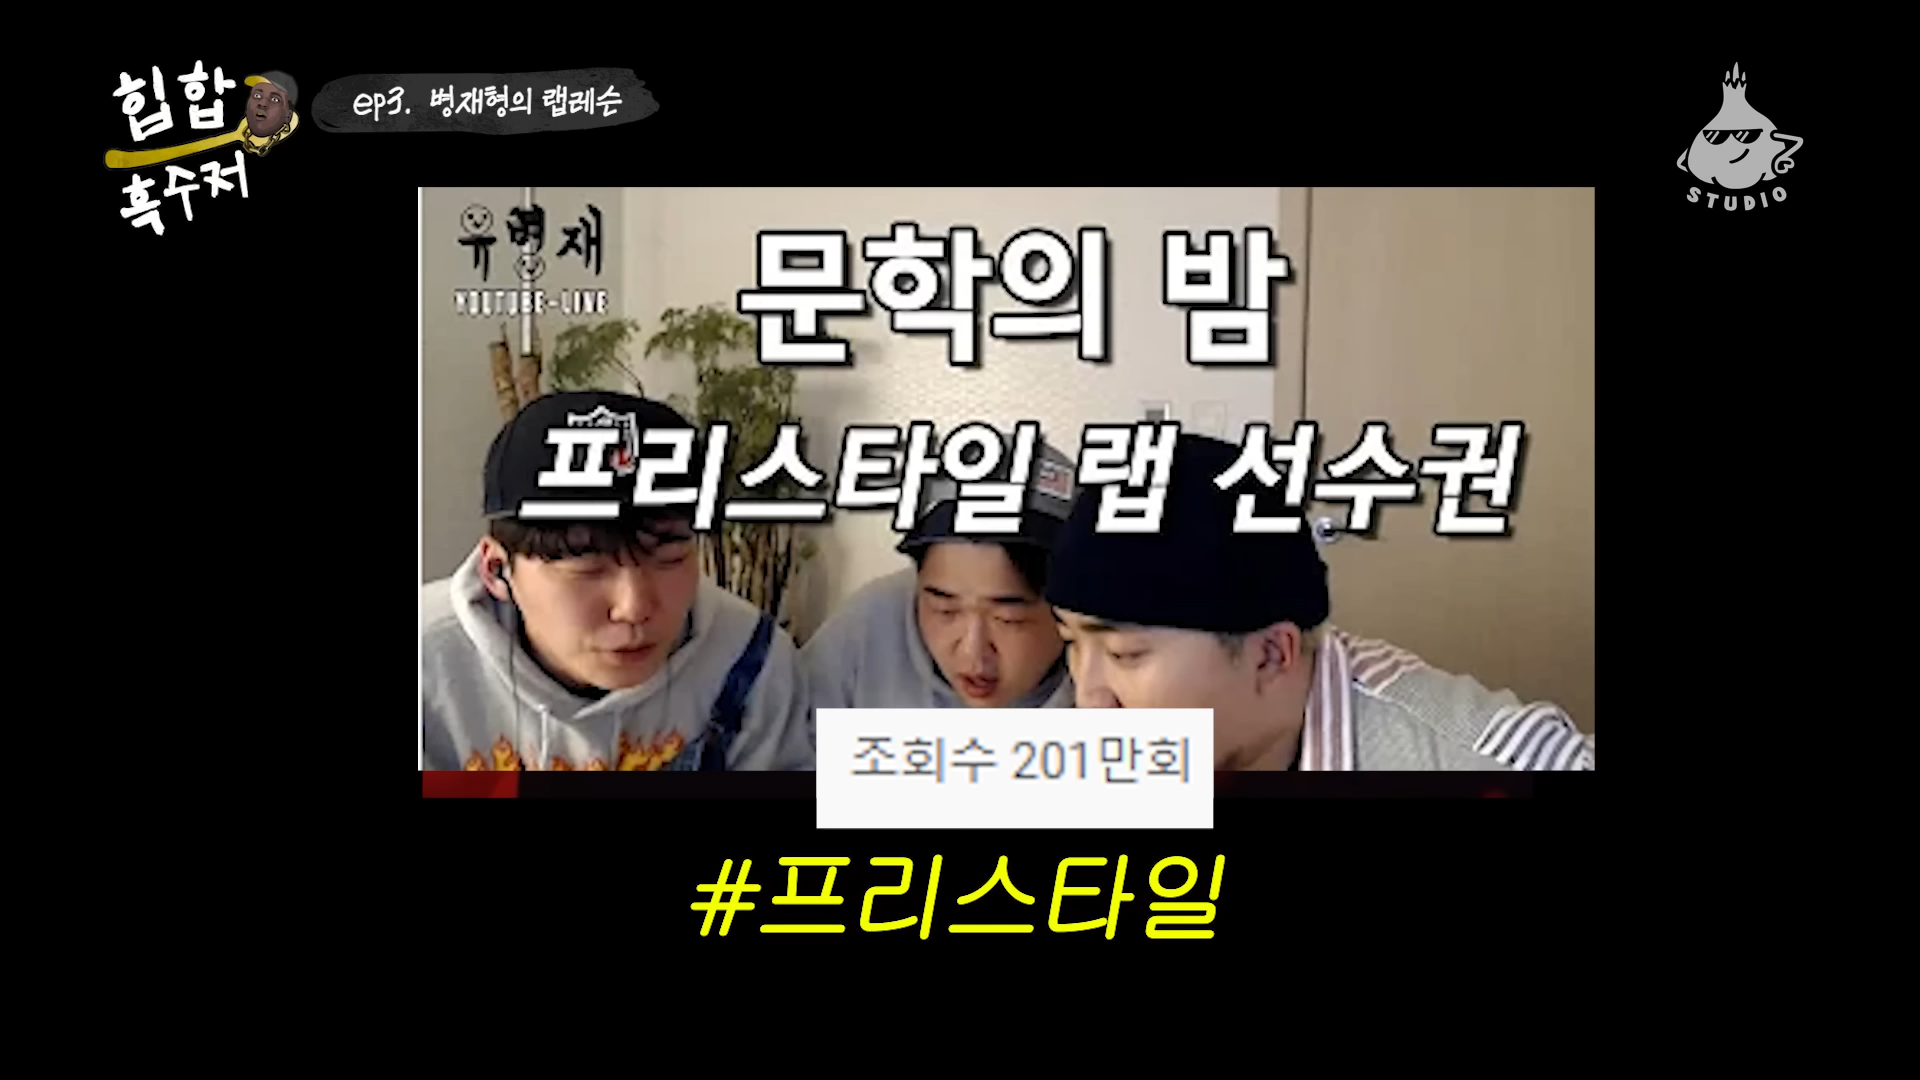 힙합
흑수저
ep3. 병재형의 랩레슨
STUDIO
유병재
YOUTUBE-LIVE
문학의 밤
프리스타일 랩 선수권
조회수 201만회
#프리스타일